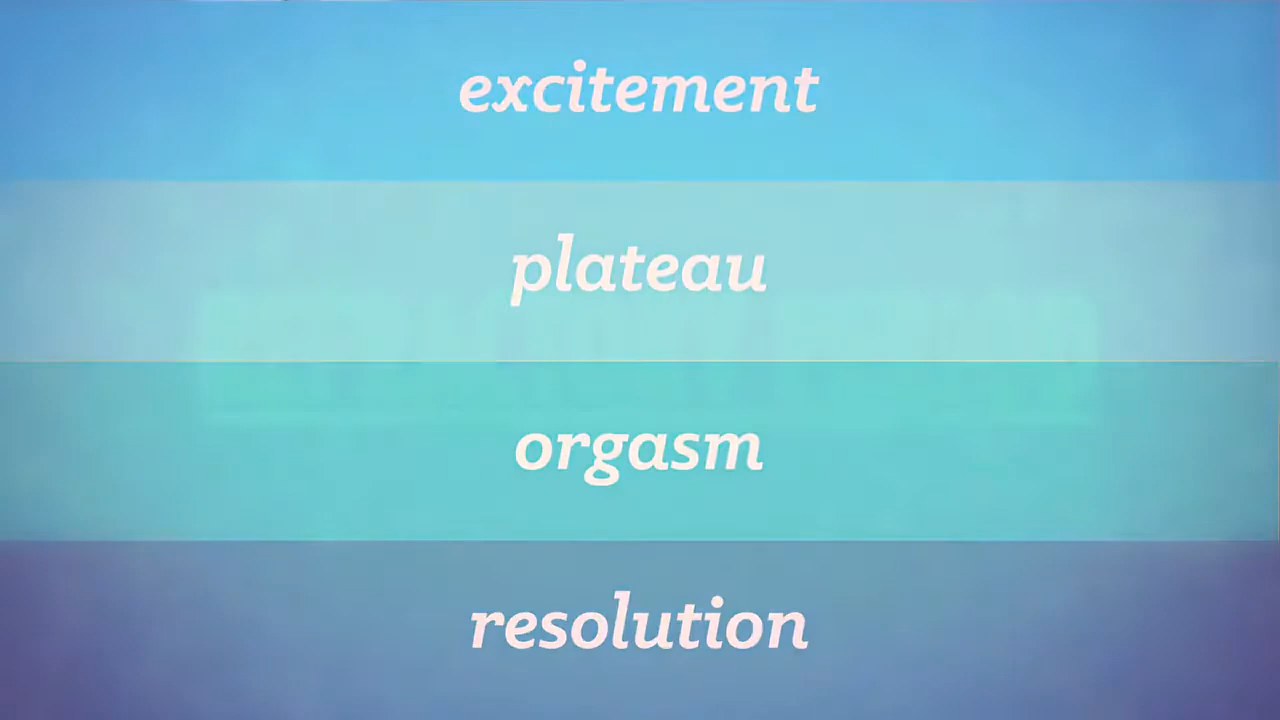 excitement
plateau
orgasm
resolution